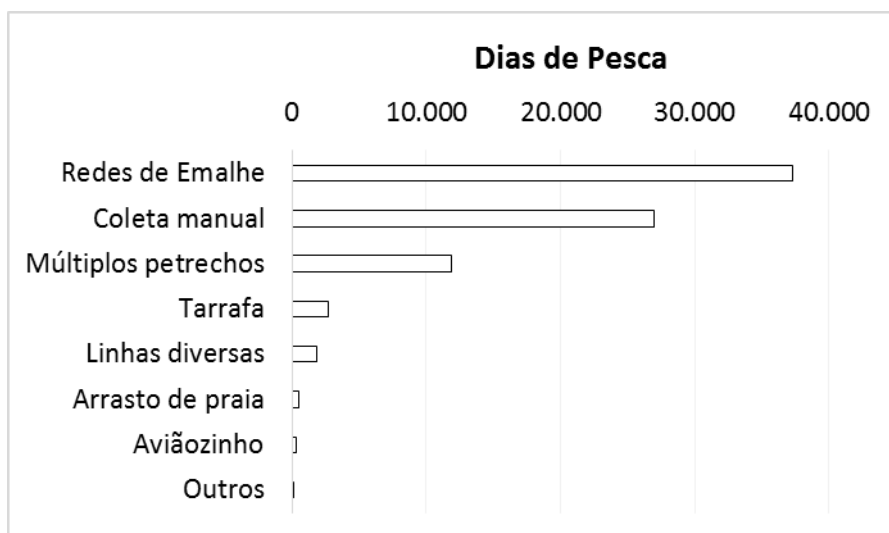 Dias de Pesca
0 10.000 20.000 30.000 40.000
Redes de Emalhe
Coleta manual
Múltiplos petrechos
Tarrafa
Linhas diversas
Arrasto de praia
Aviãozinho
Outros